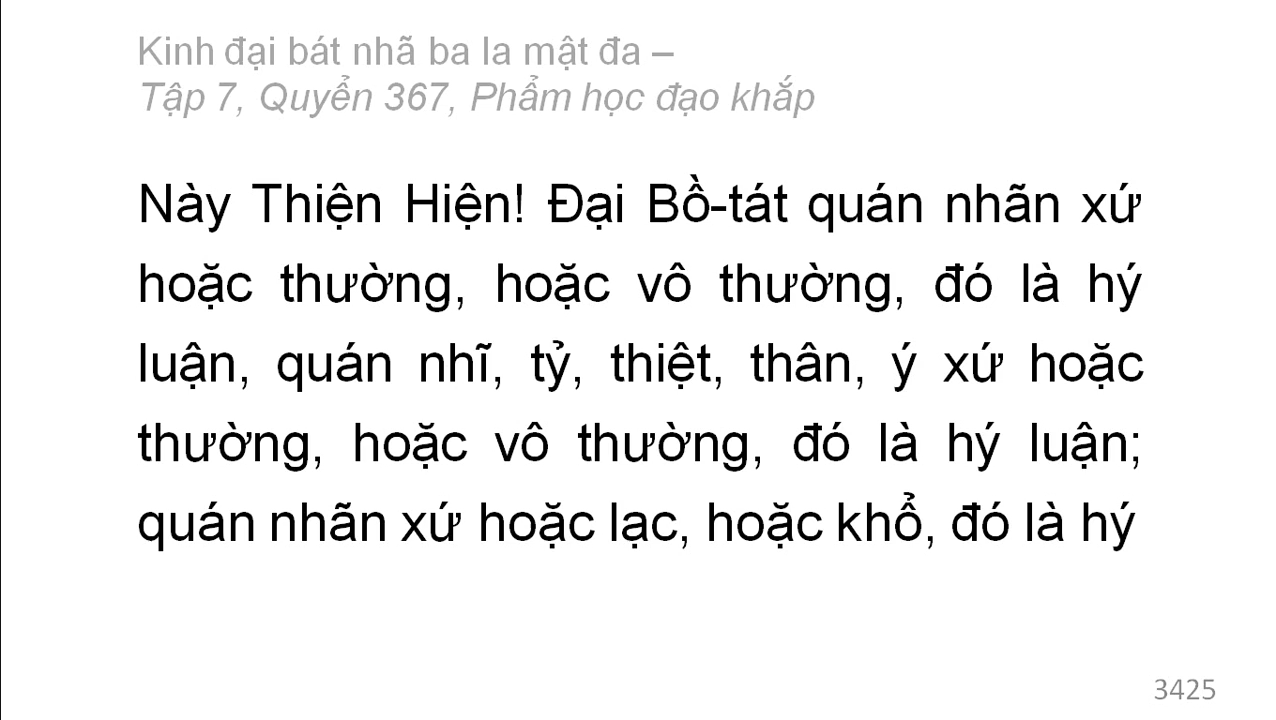 Kinh đại bát nhã ba la mật đa –
Tập 7, Quyển 367, Phẩm học đạo khắp
Này Thiện Hiện! Đại Bồ-tát quán nhãn xứ
hoặc thường, hoặc vô thường, đó là hý
luận, quán nhĩ, tỷ, thiệt, thân, ý xứ hoặc
thường, hoặc vô thường, đó là hý luận;
quán nhãn xứ hoặc lạc, hoặc khổ, đó là hý
3425